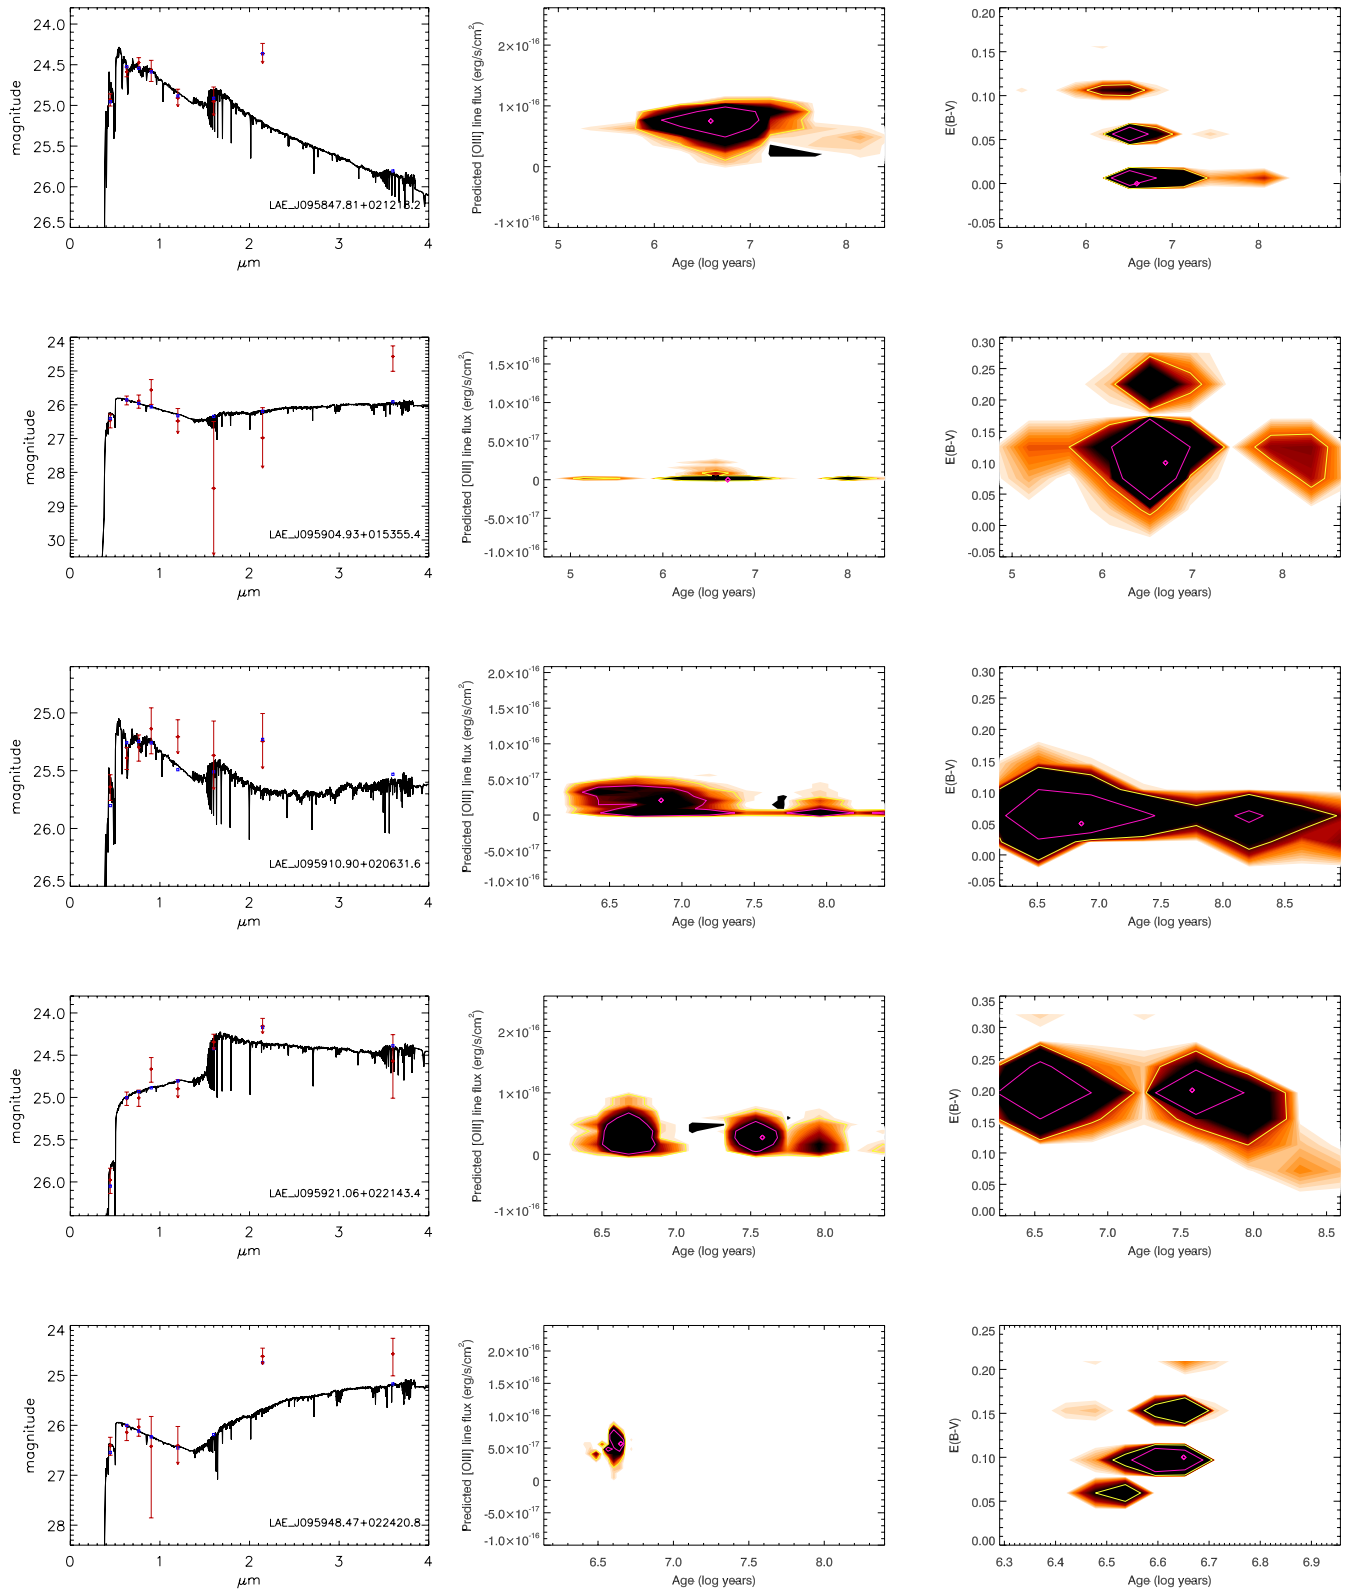 24.0
24.5
25.0
25.5
26.0
26.5
magnitude
0 1 2 3 4
μm
LAE_J095847.81+021218.2
2×10⁻¹⁶
1×10⁻¹⁶
0
-1×10⁻¹⁶
Predicted [OIII] line flux (erg/s/cm²)
5 6 7 8
Age (log years)
0.20
0.15
0.10
0.05
0.00
-0.05
E(B-V)
5 6 7 8
Age (log years)
24
25
26
27
28
29
30
magnitude
0 1 2 3 4
μm
LAE_J095904.93+015355.4
1.5×10⁻¹⁶
1.0×10⁻¹⁶
5.0×10⁻¹⁷
0
-5.0×10⁻¹⁷
-1.0×10⁻¹⁶
Predicted [OIII] line flux (erg/s/cm²)
5 6 7 8
Age (log years)
0.30
0.25
0.20
0.15
0.10
0.05
0.00
-0.05
E(B-V)
5 6 7 8
Age (log years)
25.0
25.5
26.0
26.5
magnitude
0 1 2 3 4
μm
LAE_J095910.90+020631.6
2.0×10⁻¹⁶
1.5×10⁻¹⁶
1.0×10⁻¹⁶
5.0×10⁻¹⁷
0
-5.0×10⁻¹⁷
-1.0×10⁻¹⁶
Predicted [OIII] line flux (erg/s/cm²)
6.5 7.0 7.5 8.0
Age (log years)
0.30
0.25
0.20
0.15
0.10
0.05
0.00
-0.05
E(B-V)
6.5 7.0 7.5 8.0 8.5
Age (log years)
24.0
24.5
25.0
25.5
26.0
magnitude
0 1 2 3 4
μm
LAE_J095921.06+022143.4
2×10⁻¹⁶
1×10⁻¹⁶
0
-1×10⁻¹⁶
Predicted [OIII] line flux (erg/s/cm²)
6.5 7.0 7.5 8.0
Age (log years)
0.35
0.30
0.25
0.20
0.15
0.10
0.05
0.00
E(B-V)
6.5 7.0 7.5 8.0 8.5
Age (log years)
24
25
26
27
28
magnitude
0 1 2 3 4
μm
LAE_J095948.47+022420.8
2.0×10⁻¹⁶
1.5×10⁻¹⁶
1.0×10⁻¹⁶
5.0×10⁻¹⁷
0
-5.0×10⁻¹⁷
-1.0×10⁻¹⁶
Predicted [OIII] line flux (erg/s/cm²)
6.5 7.0 7.5 8.0
Age (log years)
0.25
0.20
0.15
0.10
0.05
0.00
E(B-V)
6.3 6.4 6.5 6.6 6.7 6.8 6.9
Age (log years)